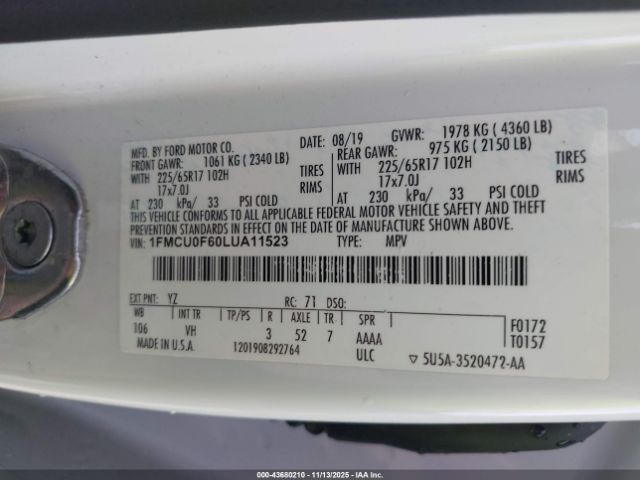 MFD. BY FORD MOTOR CO.
DATE: 08/19 GVWR: 1978 KG ( 4360 LB)
FRONT GAWR: 1061 KG ( 2340 LB)
REAR GAWR: 975 KG ( 2150 LB)
WITH 225/65R17 102H TIRES
WITH 225/65R17 102H TIRES
17x7.0J RIMS
17x7.0J RIMS
AT 230 kPa/ 33 PSI COLD
AT 230 kPa/ 33 PSI COLD
THIS VEHICLE CONFORMS TO ALL APPLICABLE FEDERAL MOTOR VEHICLE SAFETY AND THEFT
PREVENTION STANDARDS IN EFFECT ON THE DATE OF MANUFACTURE SHOWN ABOVE.
VIN: 1FMCU0F60LUA11523 TYPE: MPV
EXT PNT: YZ RC: 71 DSO:
WB INT TR TP/PS R AXLE TR SPR
106 VH 3 52 7 AAAA
F0172
T0157
MADE IN U.S.A. 1201908292764 ULC ▽ 5U5A-3520472-AA
000-43680210 - 11/13/2025 - IAA Inc.